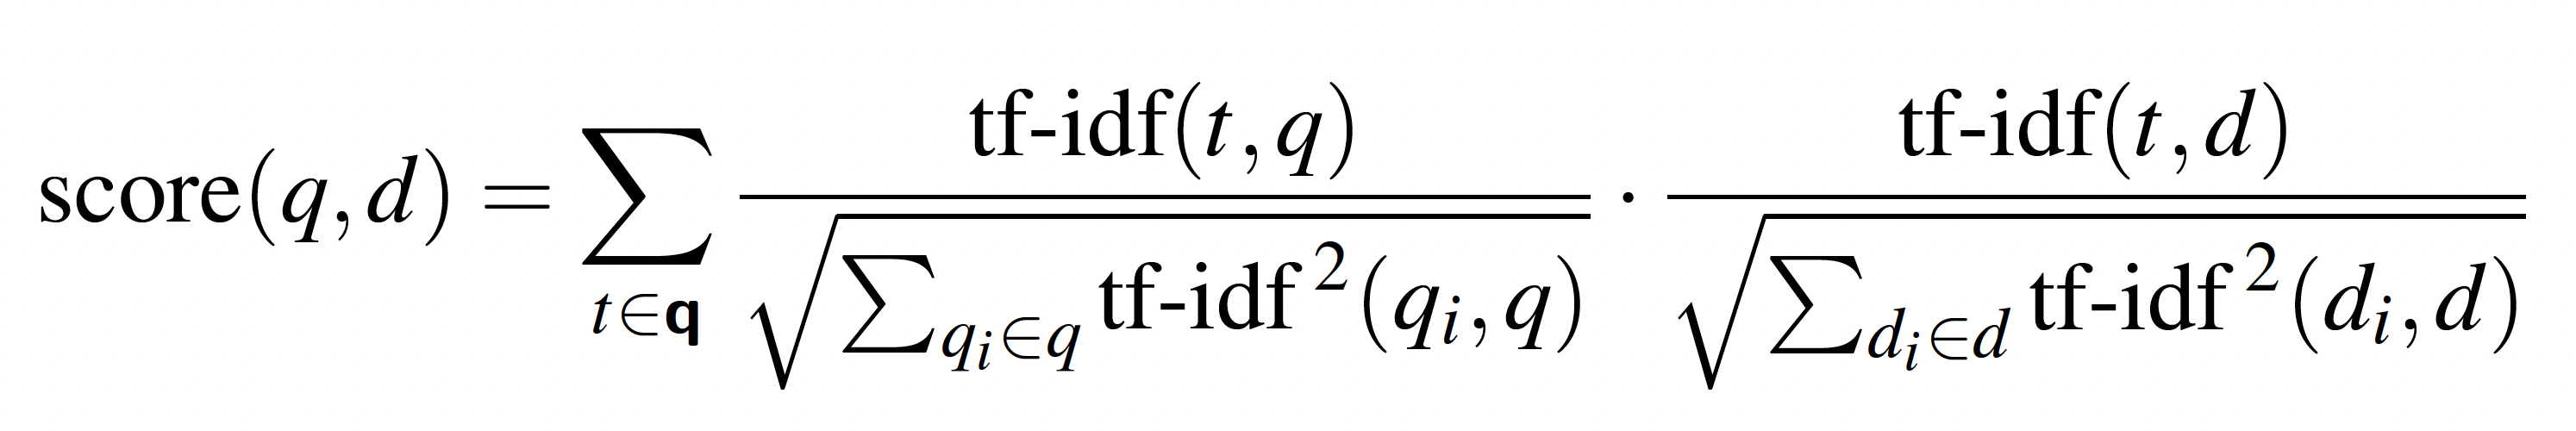 score(q,d) = ∑_{t∈𝐪} tf-idf(t,q) / √(∑_{q_i∈q} tf-idf²(q_i,q)) · tf-idf(t,d) / √(∑_{d_i∈d} tf-idf²(d_i,d))